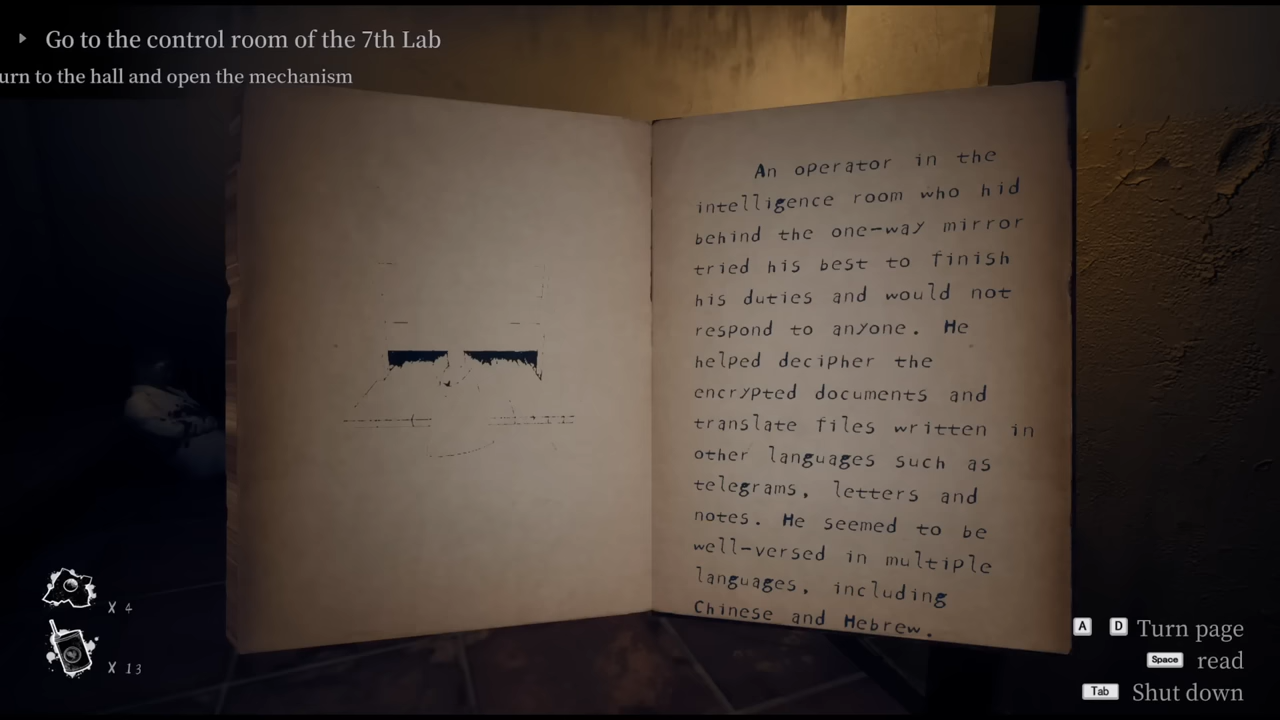 Go to the control room of the 7th Lab
urn to the hall and open the mechanism
An operator in the
intelligence room who hid
behind the one-way mirror
tried his best to finish
his duties and would not
respond to anyone. He
helped decipher the
encrypted documents and
translate files written in
other languages such as
telegrams, letters and
notes. He seemed to be
well-versed in multiple
languages, including
Chinese and Hebrew.
X 4
X 13
A D Turn page
Space read
Tab Shut down